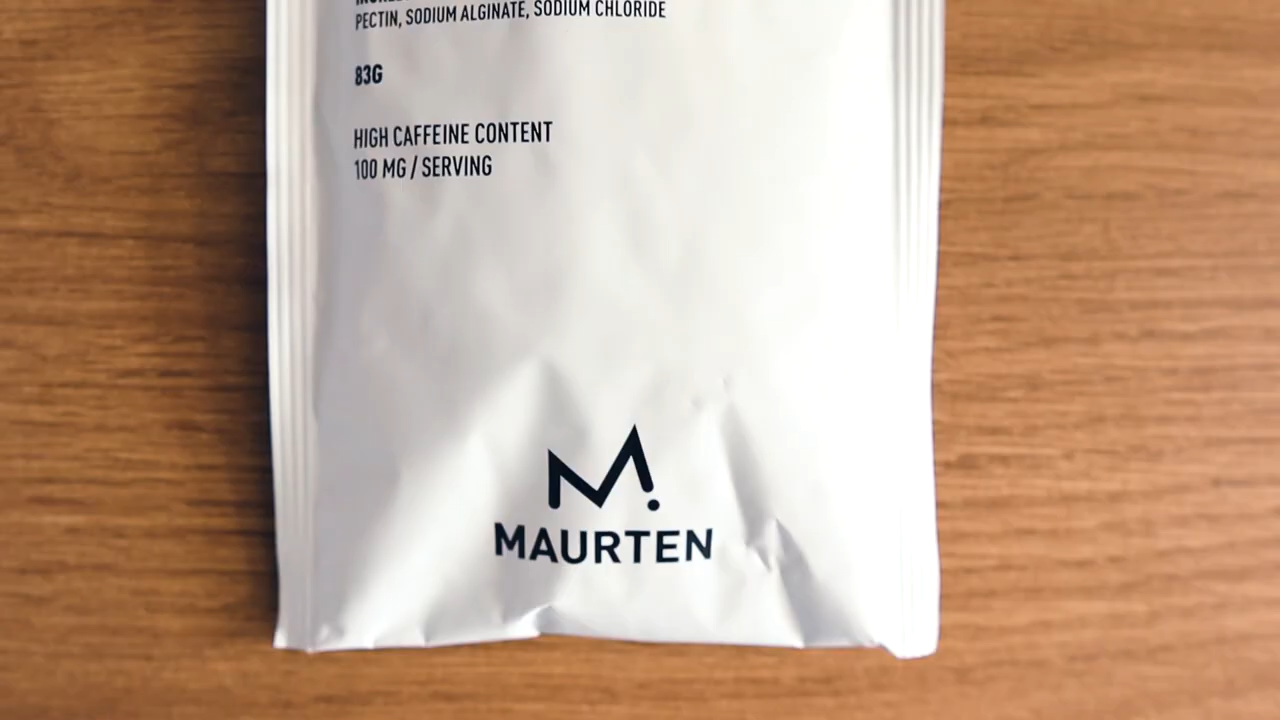 PECTIN, SODIUM ALGINATE, SODIUM CHLORIDE
83G
HIGH CAFFEINE CONTENT
100 MG / SERVING
MAURTEN